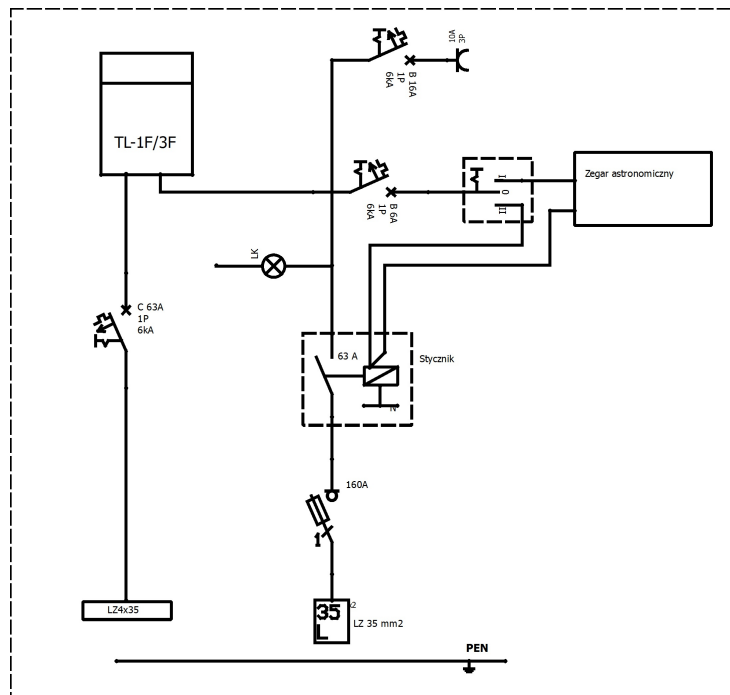 10A
3P
B 16A
1P
6kA
TL-1F/3F
Zegar astronomiczny
I
0
II
B 6A
1P
6kA
LK
C 63A
1P
6kA
63 A
Stycznik
N
160A
1
LZ4x35
35
x2
L
LZ 35 mm2
PEN